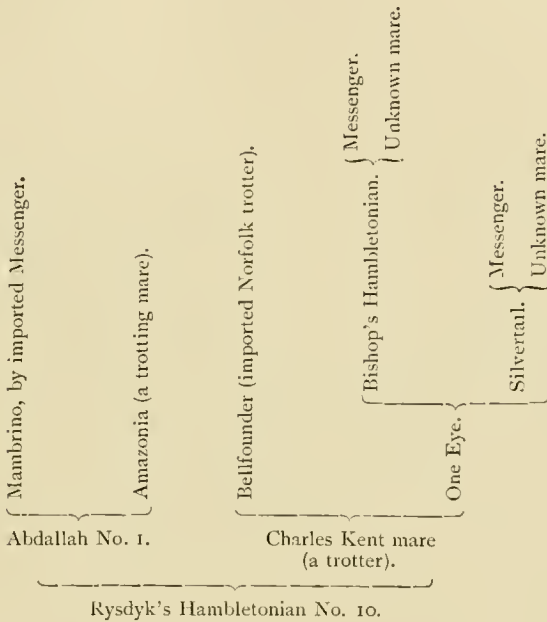 Mambrino, by imported Messenger.
Amazonia (a trotting mare).
Bellfounder (imported Norfolk trotter).
Bishop's Hambletonian.
Messenger.
Unknown mare.
One Eye.
Silvertail.
Messenger.
Unknown mare.
Abdallah No. 1.
Charles Kent mare
(a trotter).
Rysdyk's Hambletonian No. 10.